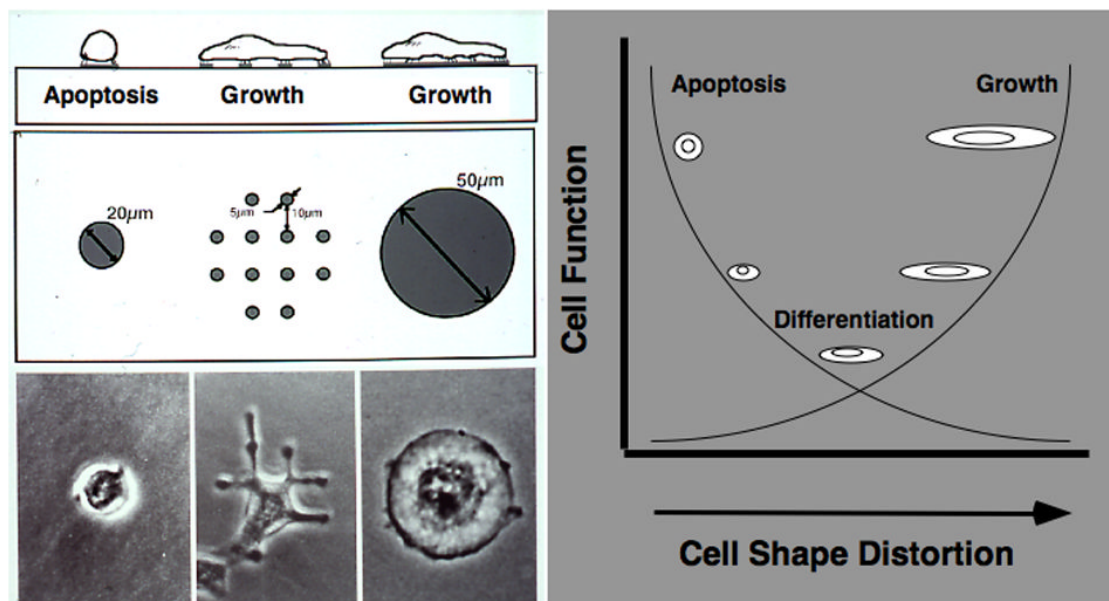 Apoptosis
Growth
Growth
20µm
5µm
10µm
50µm
Apoptosis
Growth
Differentiation
Cell Function
Cell Shape Distortion